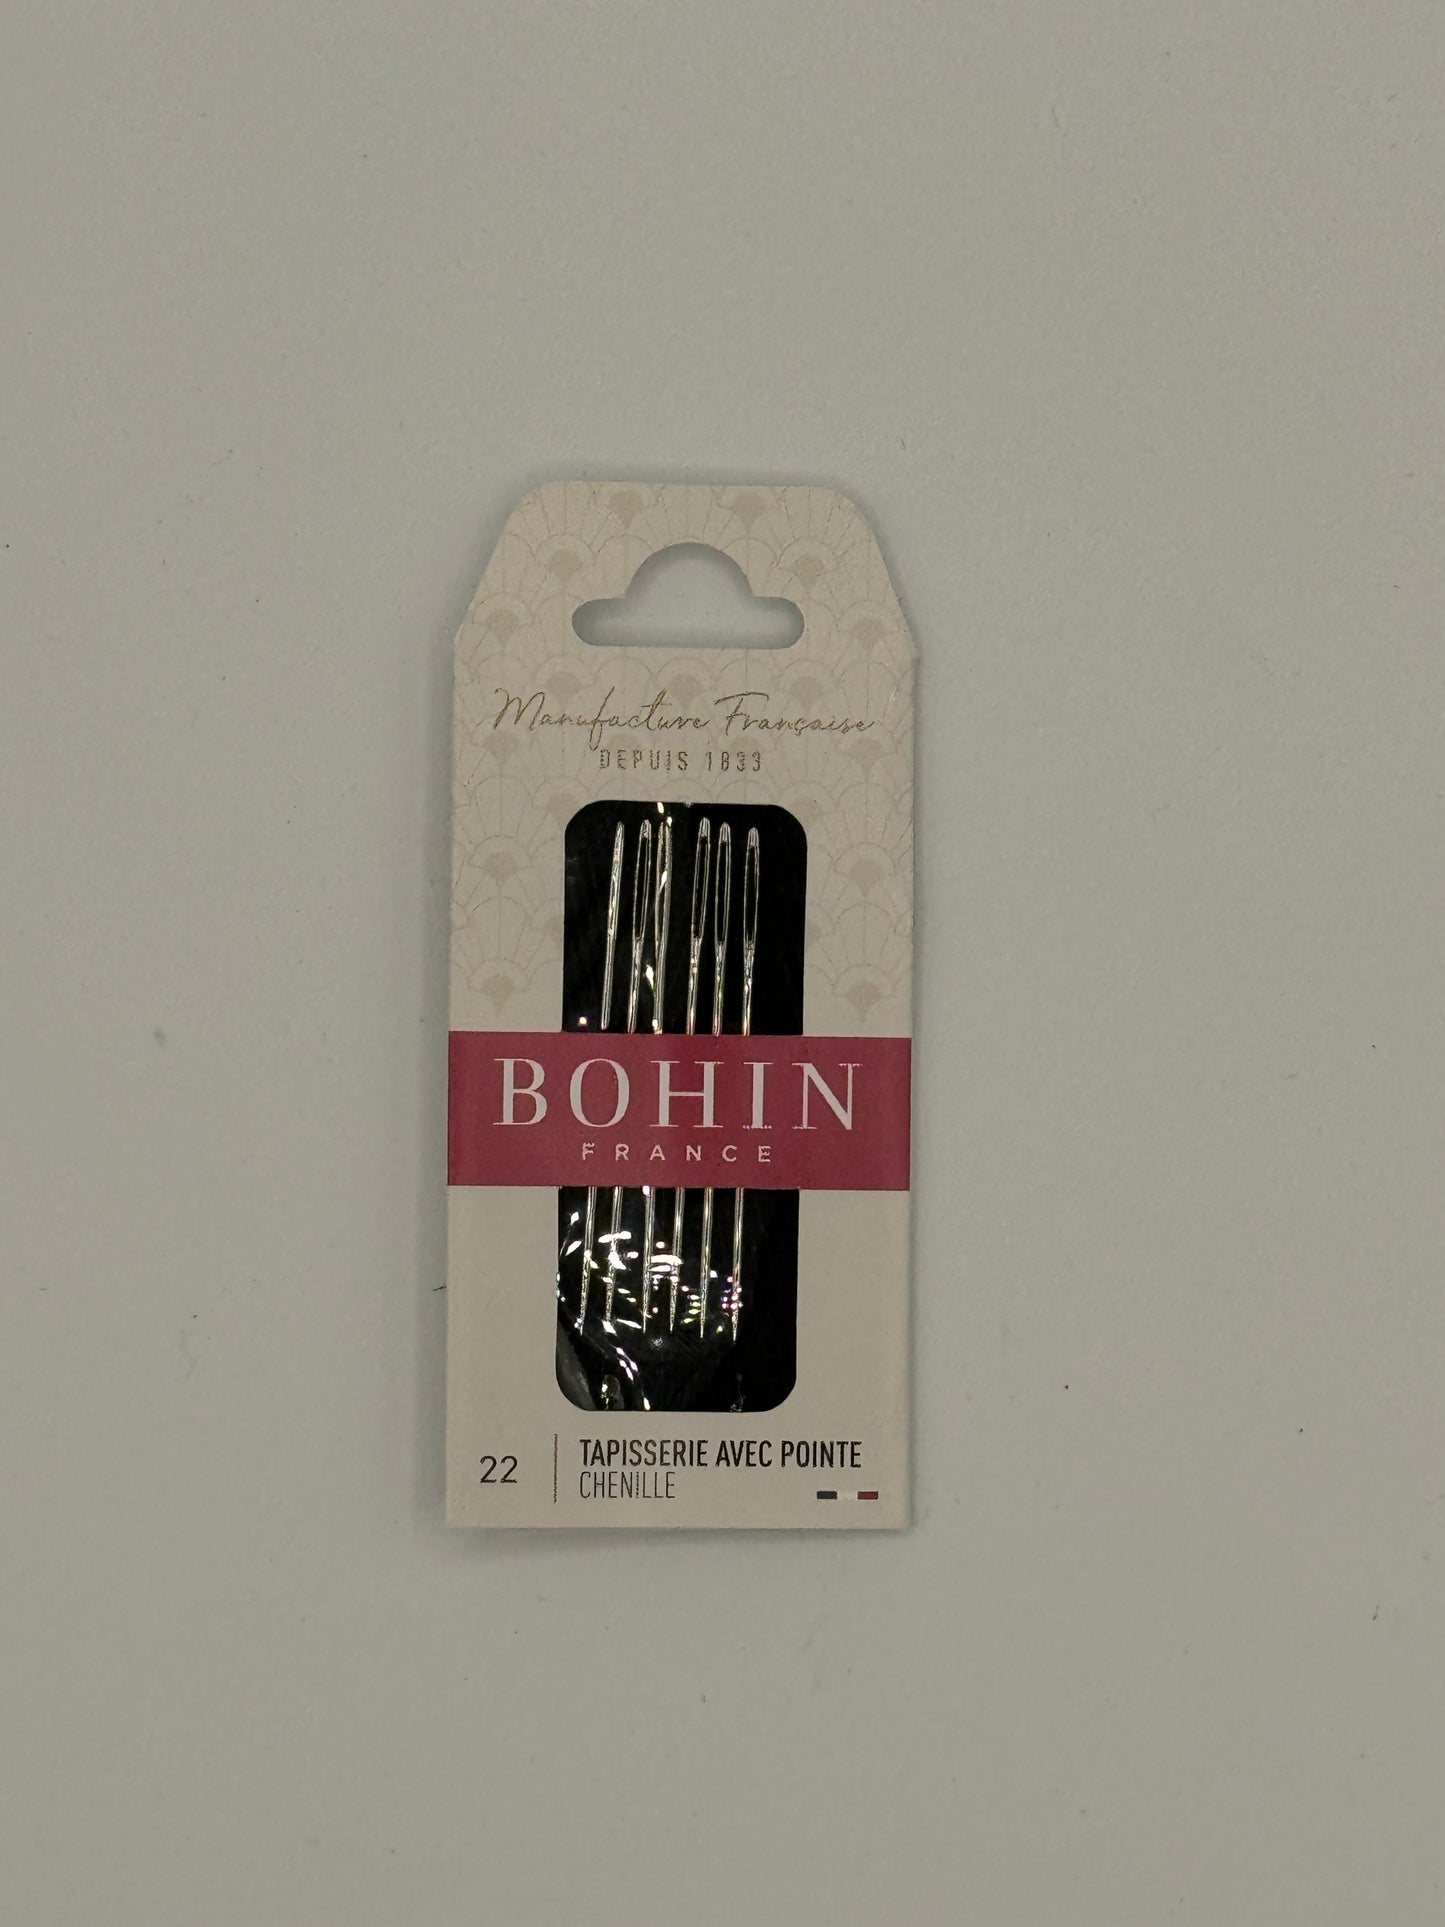 Manufacture Française
DEPUIS 1833
BOHIN
FRANCE
22
TAPISSERIE AVEC POINTE
CHENILLE